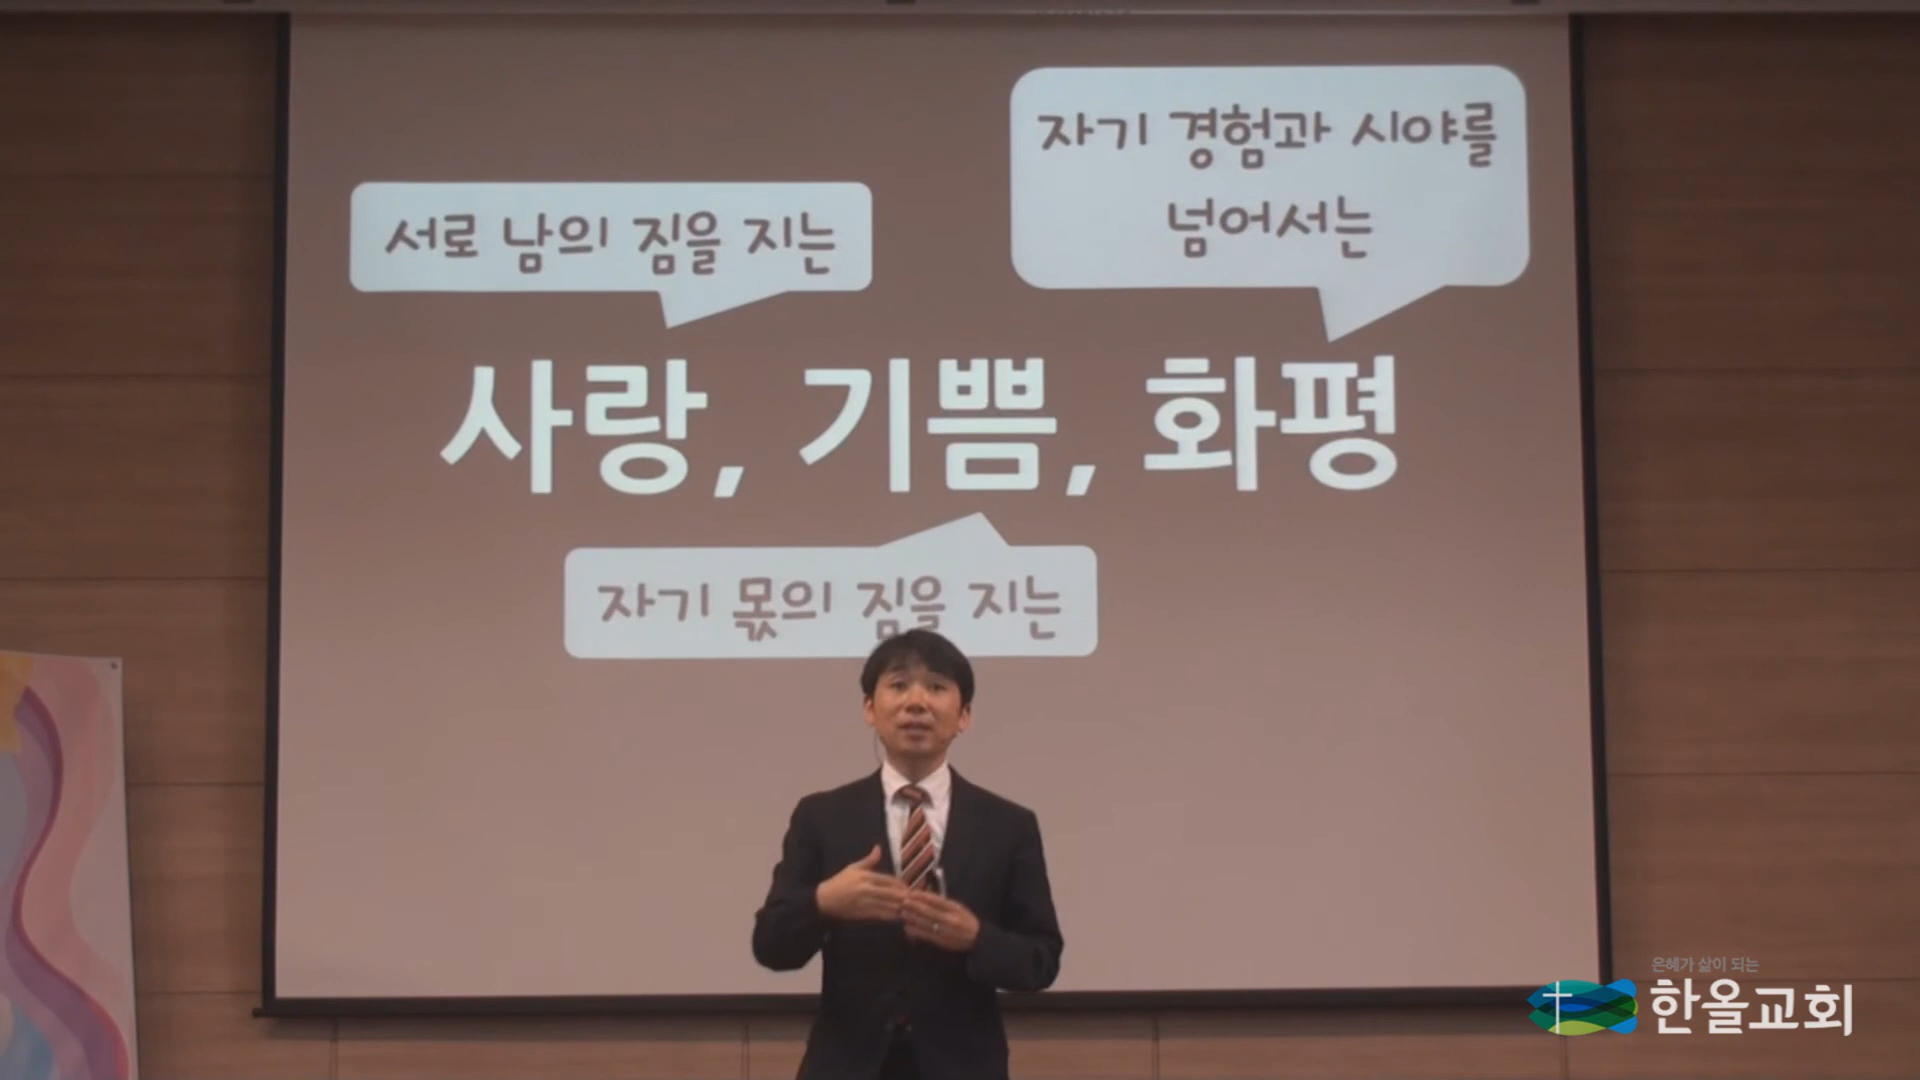 자기 경험과 시야를
넘어서는
서로 남의 짐을 지는
사랑, 기쁨, 화평
자기 몫의 짐을 지는
은혜가 삶이 되는
한올교회